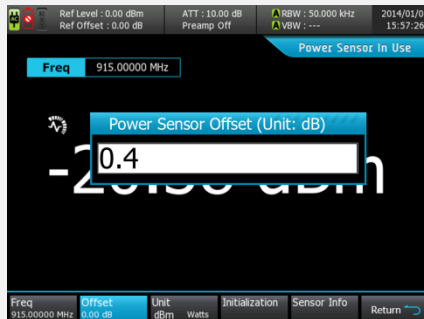 Ref Level : 0.00 dBm ATT : 10.00 dB A RBW : 50.000 kHz 2014/01/0
Ref Offset : 0.00 dB Preamp Off A VBW : --- 15:57:26
Power Sensor In Use
Freq 915.00000 MHz
Power Sensor Offset (Unit: dB)
0.4
dBm
Freq Offset Unit Initialization Sensor Info
915.00000 MHz 0.00 dB dBm Watts Return